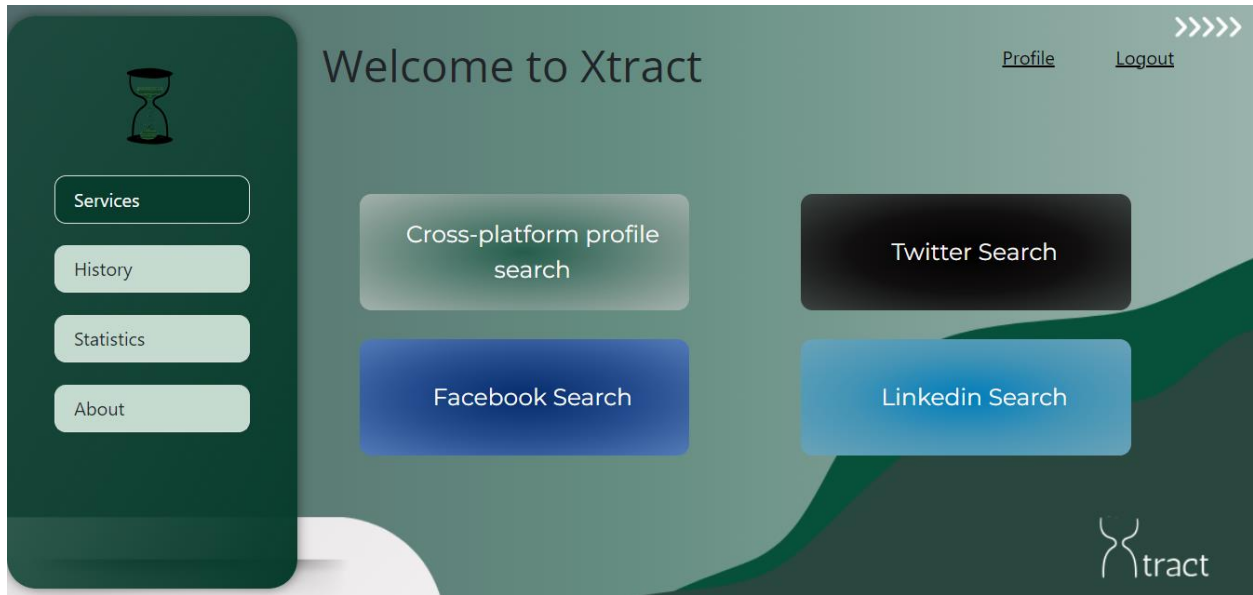 Welcome to Xtract
Profile
Logout
Services
History
Statistics
About
Cross-platform profile
search
Twitter Search
Facebook Search
Linkedin Search
Xtract